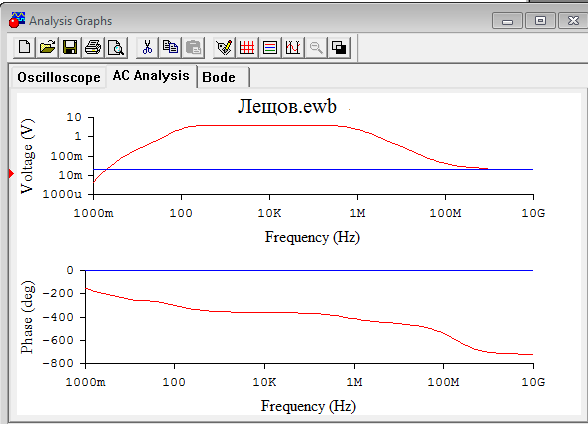 Analysis Graphs
Oscilloscope AC Analysis Bode
Лещов.ewb
Voltage (V)
10
1
100m
10m
1000u
1000m 100 10K 1M 100M 10G
Frequency (Hz)
Phase (deg)
0
-200
-400
-600
-800
1000m 100 10K 1M 100M 10G
Frequency (Hz)